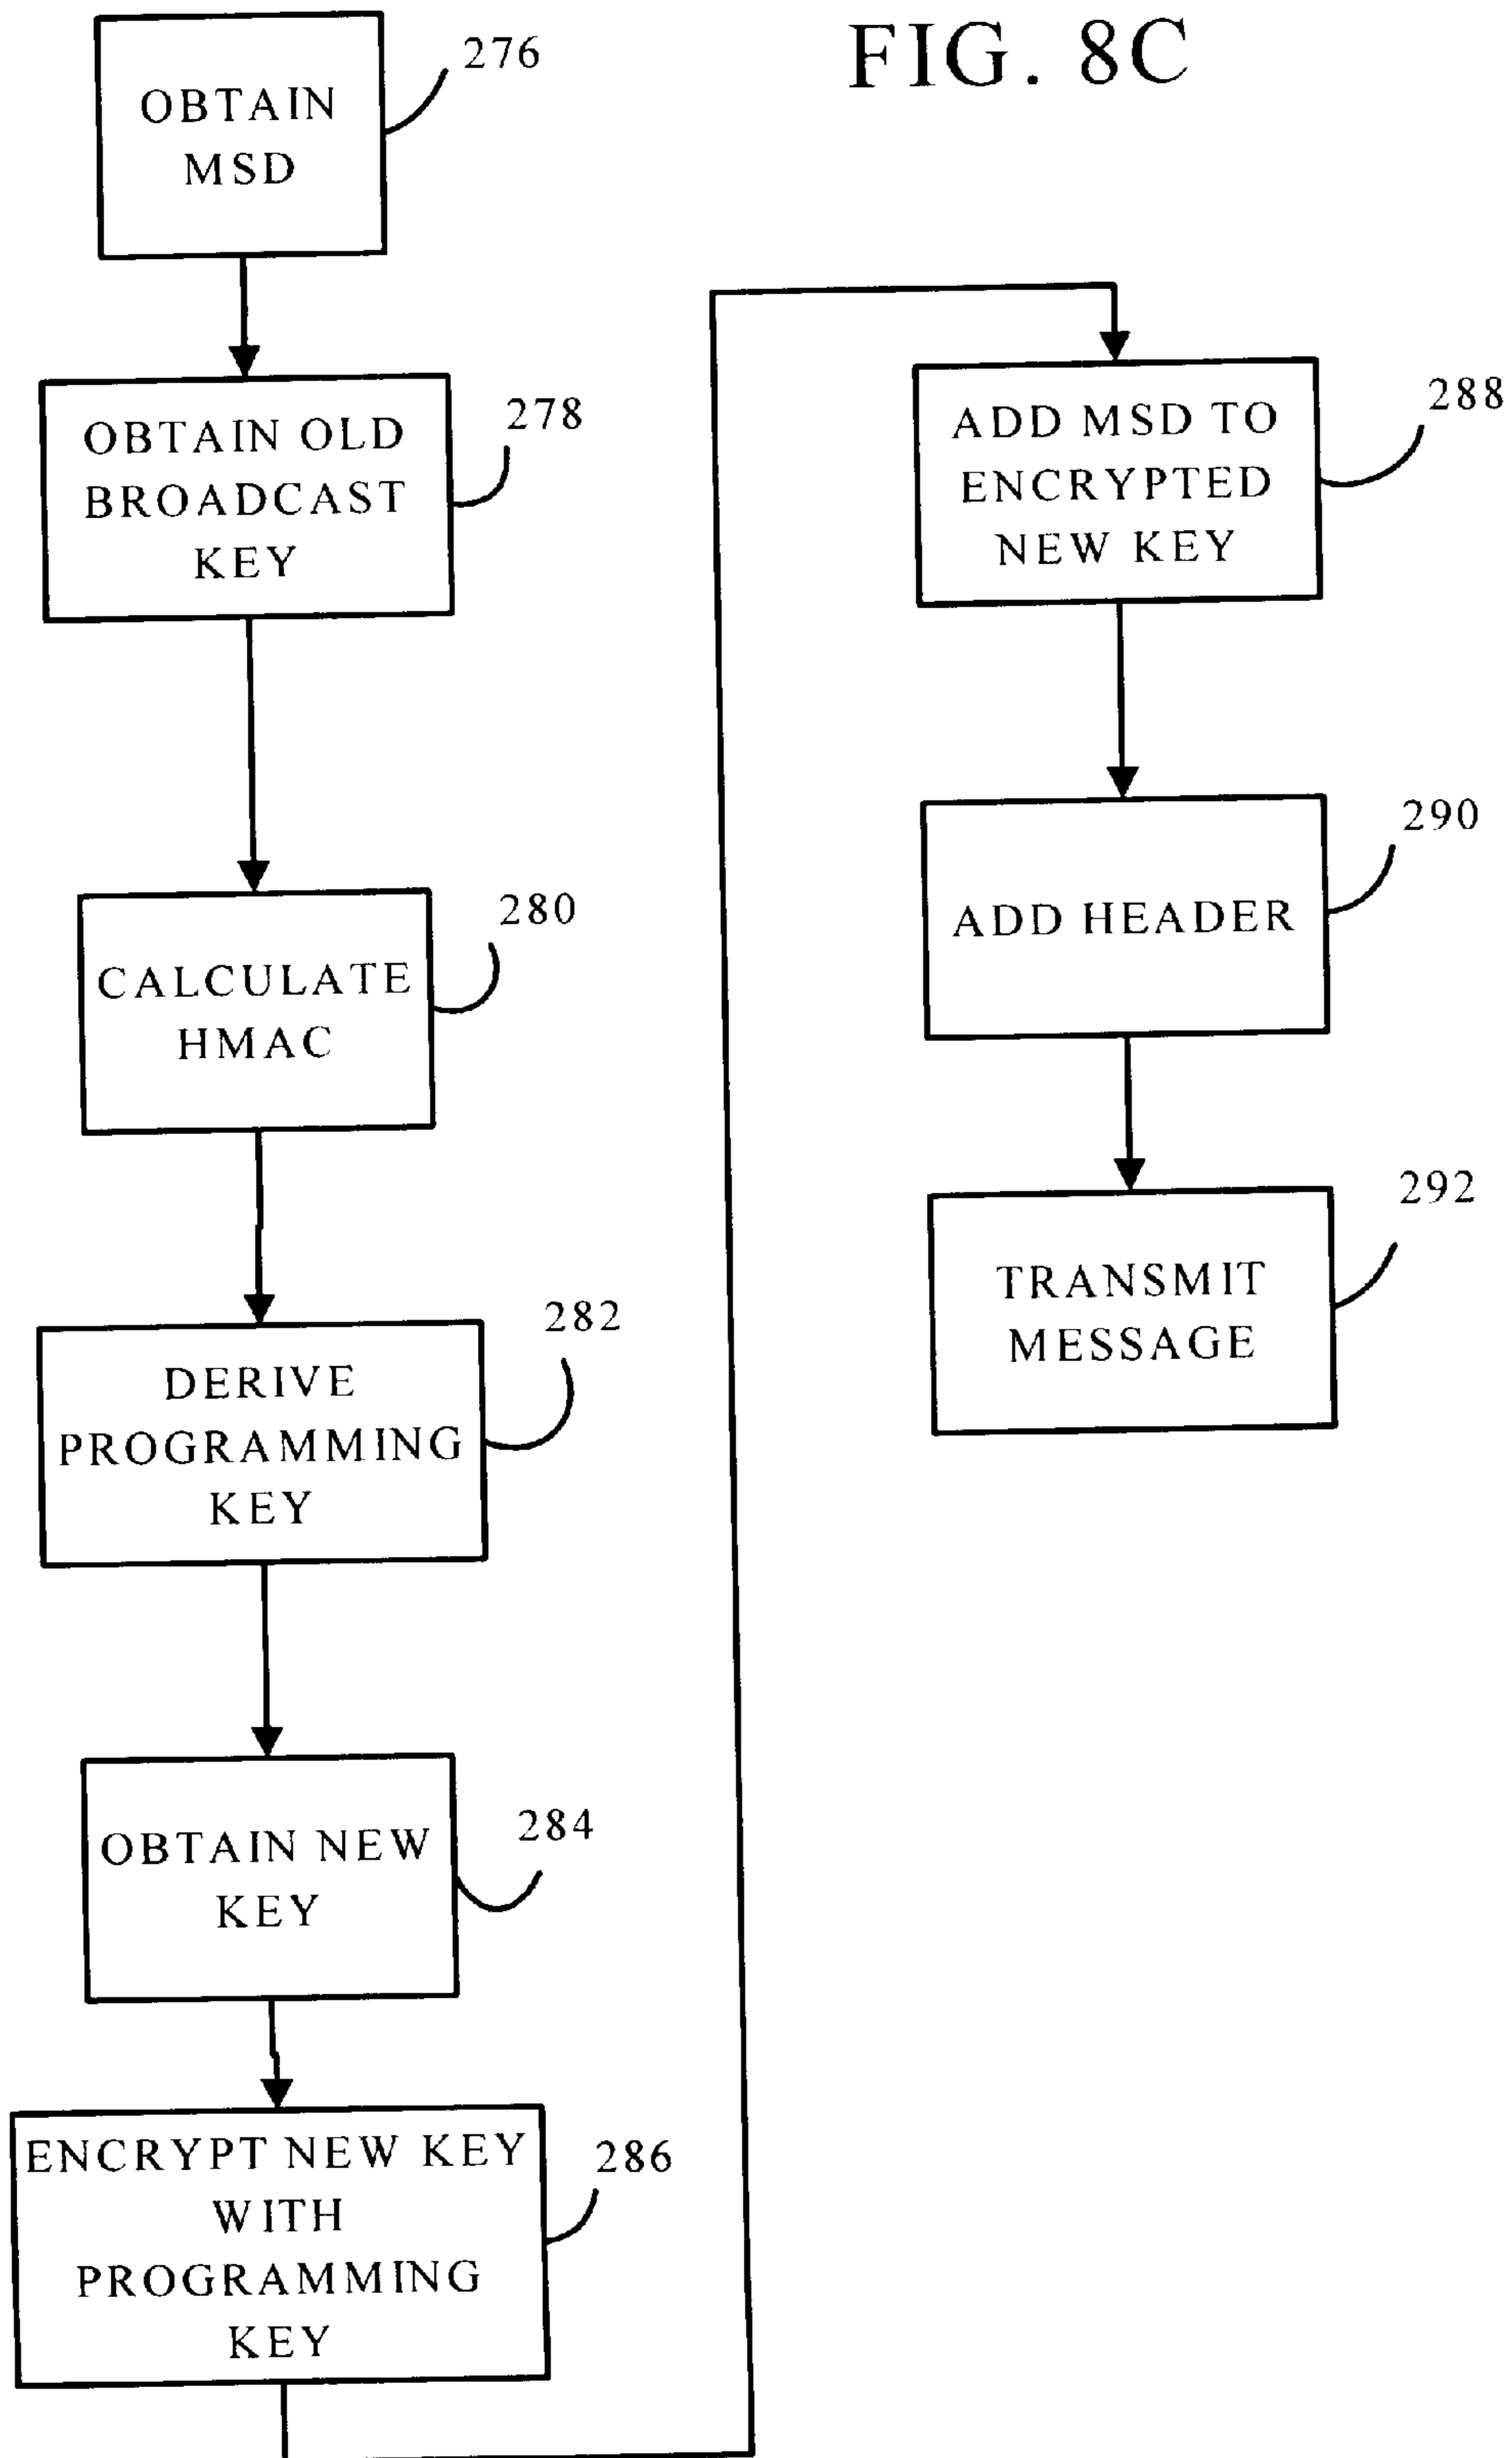 FIG. 8C
OBTAIN
MSD
276
OBTAIN OLD
BROADCAST
KEY
278
CALCULATE
HMAC
280
DERIVE
PROGRAMMING
KEY
282
OBTAIN NEW
KEY
284
ENCRYPT NEW KEY
WITH
PROGRAMMING
KEY
286
ADD MSD TO
ENCRYPTED
NEW KEY
288
ADD HEADER
290
TRANSMIT
MESSAGE
292